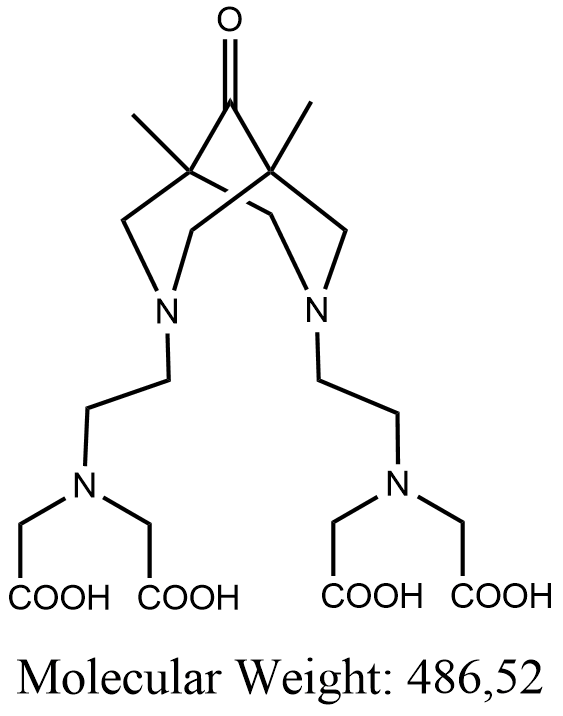 O
N N
N N
COOH COOH COOH COOH
Molecular Weight: 486,52